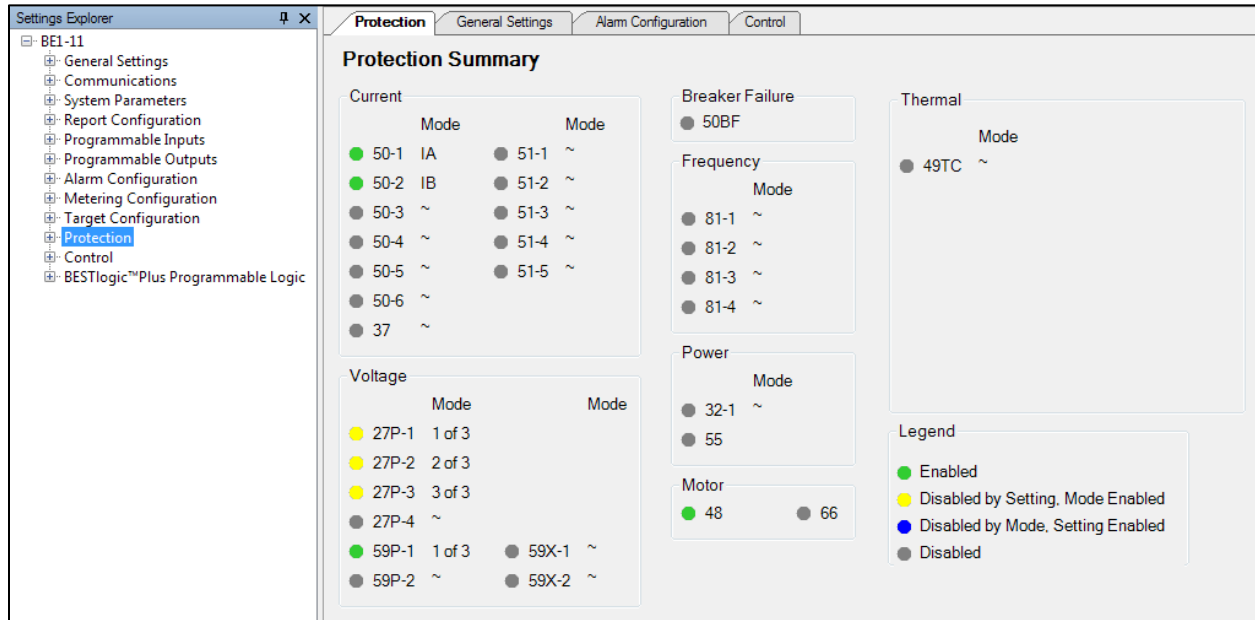 Settings Explorer
BE1-11
General Settings
Communications
System Parameters
Report Configuration
Programmable Inputs
Programmable Outputs
Alarm Configuration
Metering Configuration
Target Configuration
Protection
Control
BESTlogic™Plus Programmable Logic
Protection General Settings Alarm Configuration Control
Protection Summary
Current
Mode Mode
50-1 IA 51-1 ~
50-2 IB 51-2 ~
50-3 ~ 51-3 ~
50-4 ~ 51-4 ~
50-5 ~ 51-5 ~
50-6 ~
37 ~
Voltage
Mode Mode
27P-1 1 of 3
27P-2 2 of 3
27P-3 3 of 3
27P-4 ~
59P-1 1 of 3 59X-1 ~
59P-2 ~ 59X-2 ~
Breaker Failure
50BF
Frequency
Mode
81-1 ~
81-2 ~
81-3 ~
81-4 ~
Power
Mode
32-1 ~
55
Motor
48 66
Thermal
Mode
49TC ~
Legend
Enabled
Disabled by Setting, Mode Enabled
Disabled by Mode, Setting Enabled
Disabled